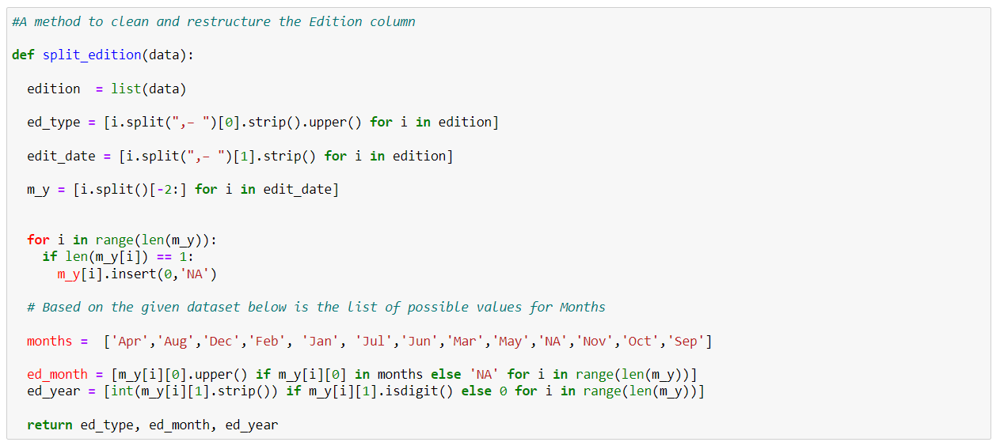 #A method to clean and restructure the Edition column
def split_edition(data):
edition  = list(data)
ed_type = [i.split(",– ")[0].strip().upper() for i in edition]
edit_date = [i.split(",– ")[1].strip() for i in edition]
m_y = [i.split()[-2:] for i in edit_date]
for i in range(len(m_y)):
if len(m_y[i]) == 1:
m_y[i].insert(0,'NA')
# Based on the given dataset below is the list of possible values for Months
months =  ['Apr','Aug','Dec','Feb', 'Jan', 'Jul','Jun','Mar','May','NA','Nov','Oct','Sep']
ed_month = [m_y[i][0].upper() if m_y[i][0] in months else 'NA' for i in range(len(m_y))]
ed_year = [int(m_y[i][1].strip()) if m_y[i][1].isdigit() else 0 for i in range(len(m_y))]
return ed_type, ed_month, ed_year